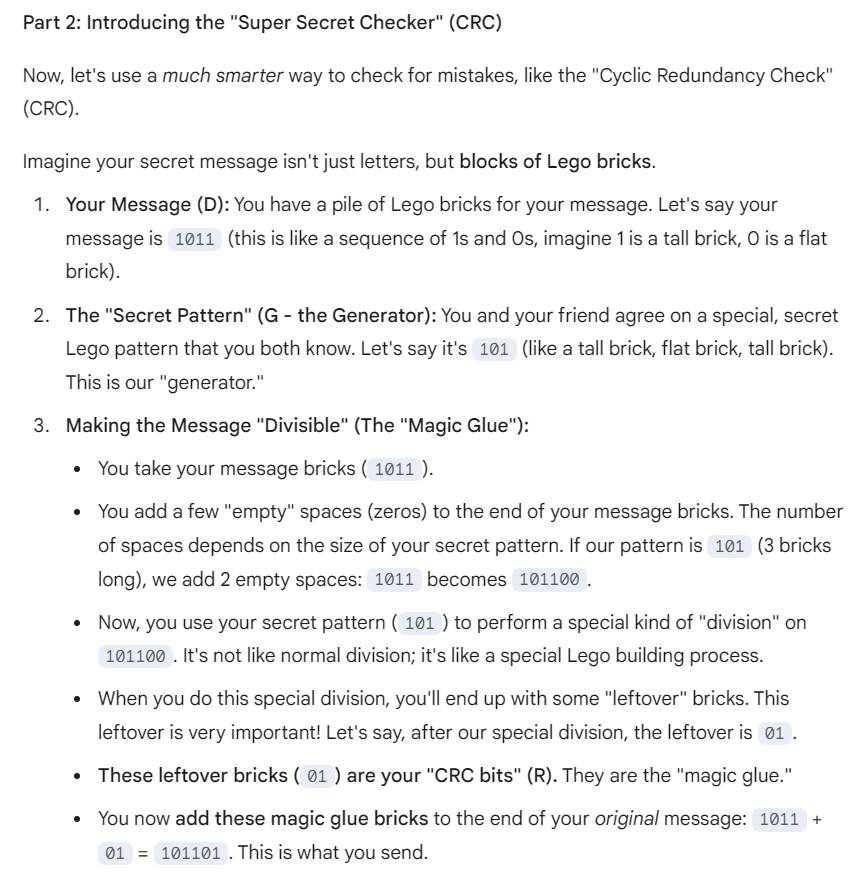 Part 2: Introducing the "Super Secret Checker" (CRC)
Now, let's use a much smarter way to check for mistakes, like the "Cyclic Redundancy Check"
(CRC).
Imagine your secret message isn't just letters, but blocks of Lego bricks.
1. Your Message (D): You have a pile of Lego bricks for your message. Let's say your
message is 1011 (this is like a sequence of 1s and 0s, imagine 1 is a tall brick, 0 is a flat
brick).
2. The "Secret Pattern" (G - the Generator): You and your friend agree on a special, secret
Lego pattern that you both know. Let's say it's 101 (like a tall brick, flat brick, tall brick).
This is our "generator."
3. Making the Message "Divisible" (The "Magic Glue"):
• You take your message bricks ( 1011 ).
• You add a few "empty" spaces (zeros) to the end of your message bricks. The number
of spaces depends on the size of your secret pattern. If our pattern is 101 (3 bricks
long), we add 2 empty spaces: 1011 becomes 101100 .
• Now, you use your secret pattern ( 101 ) to perform a special kind of "division" on
101100 . It's not like normal division; it's like a special Lego building process.
• When you do this special division, you'll end up with some "leftover" bricks. This
leftover is very important! Let's say, after our special division, the leftover is 01 .
• These leftover bricks ( 01 ) are your "CRC bits" (R). They are the "magic glue."
• You now add these magic glue bricks to the end of your original message: 1011 +
01 = 101101 . This is what you send.